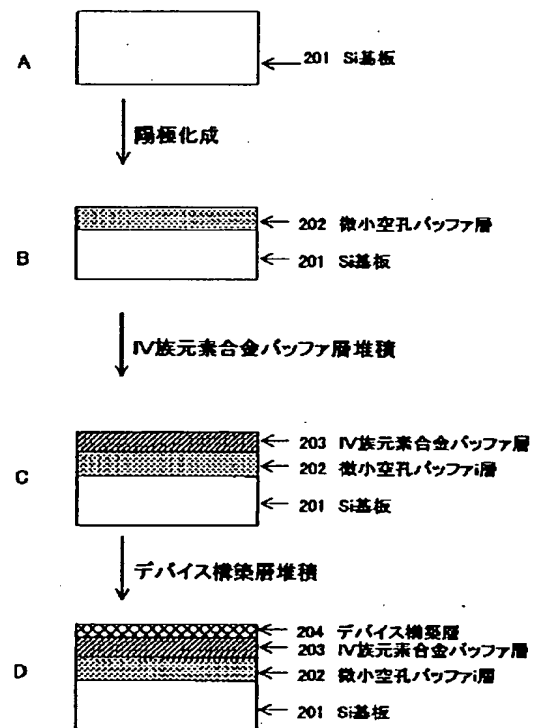 A
201 Si基板
陽極化成
202 微小空孔バッファ層
B
201 Si基板
IV族元素合金バッファ層堆積
203 IV族元素合金バッファ層
202 微小空孔バッファi層
C
201 Si基板
デバイス構築層堆積
204 デバイス構築層
203 IV族元素合金バッファ層
D
202 微小空孔バッファi層
201 Si基板